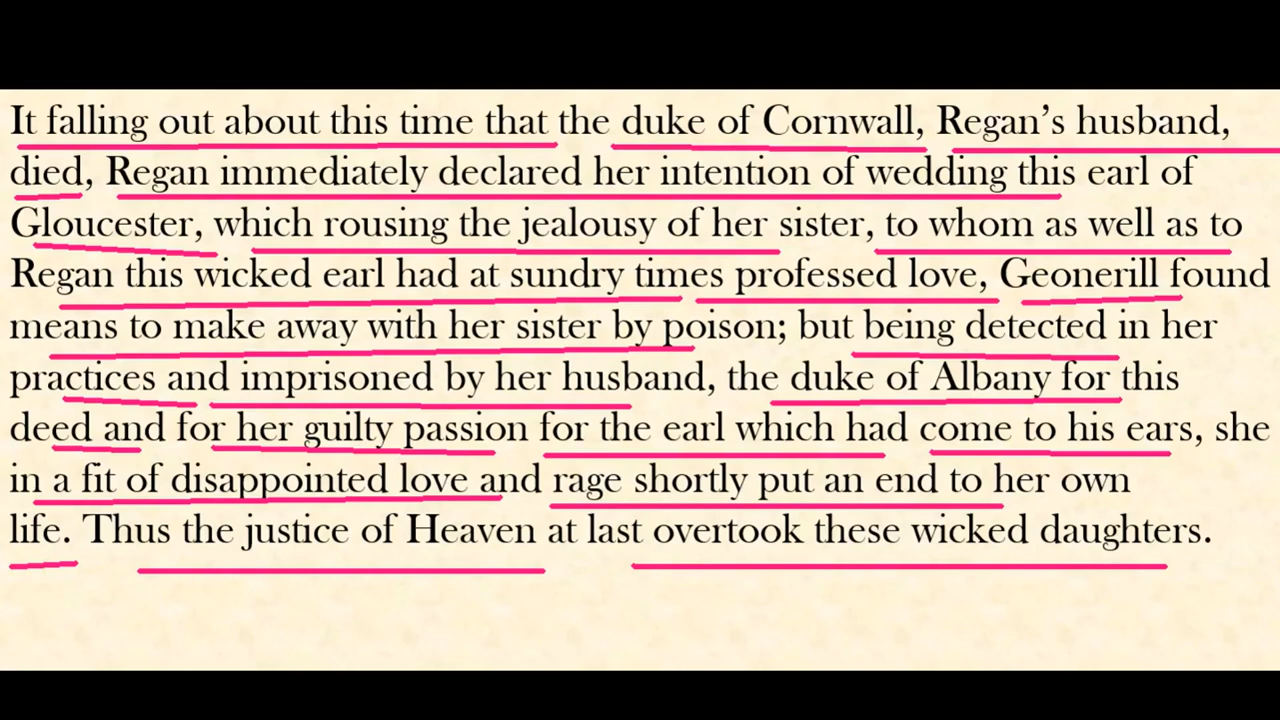 It falling out about this time that the duke of Cornwall, Regan’s husband,
died, Regan immediately declared her intention of wedding this earl of
Gloucester, which rousing the jealousy of her sister, to whom as well as to
Regan this wicked earl had at sundry times professed love, Geonerill found
means to make away with her sister by poison; but being detected in her
practices and imprisoned by her husband, the duke of Albany for this
deed and for her guilty passion for the earl which had come to his ears, she
in a fit of disappointed love and rage shortly put an end to her own
life. Thus the justice of Heaven at last overtook these wicked daughters.